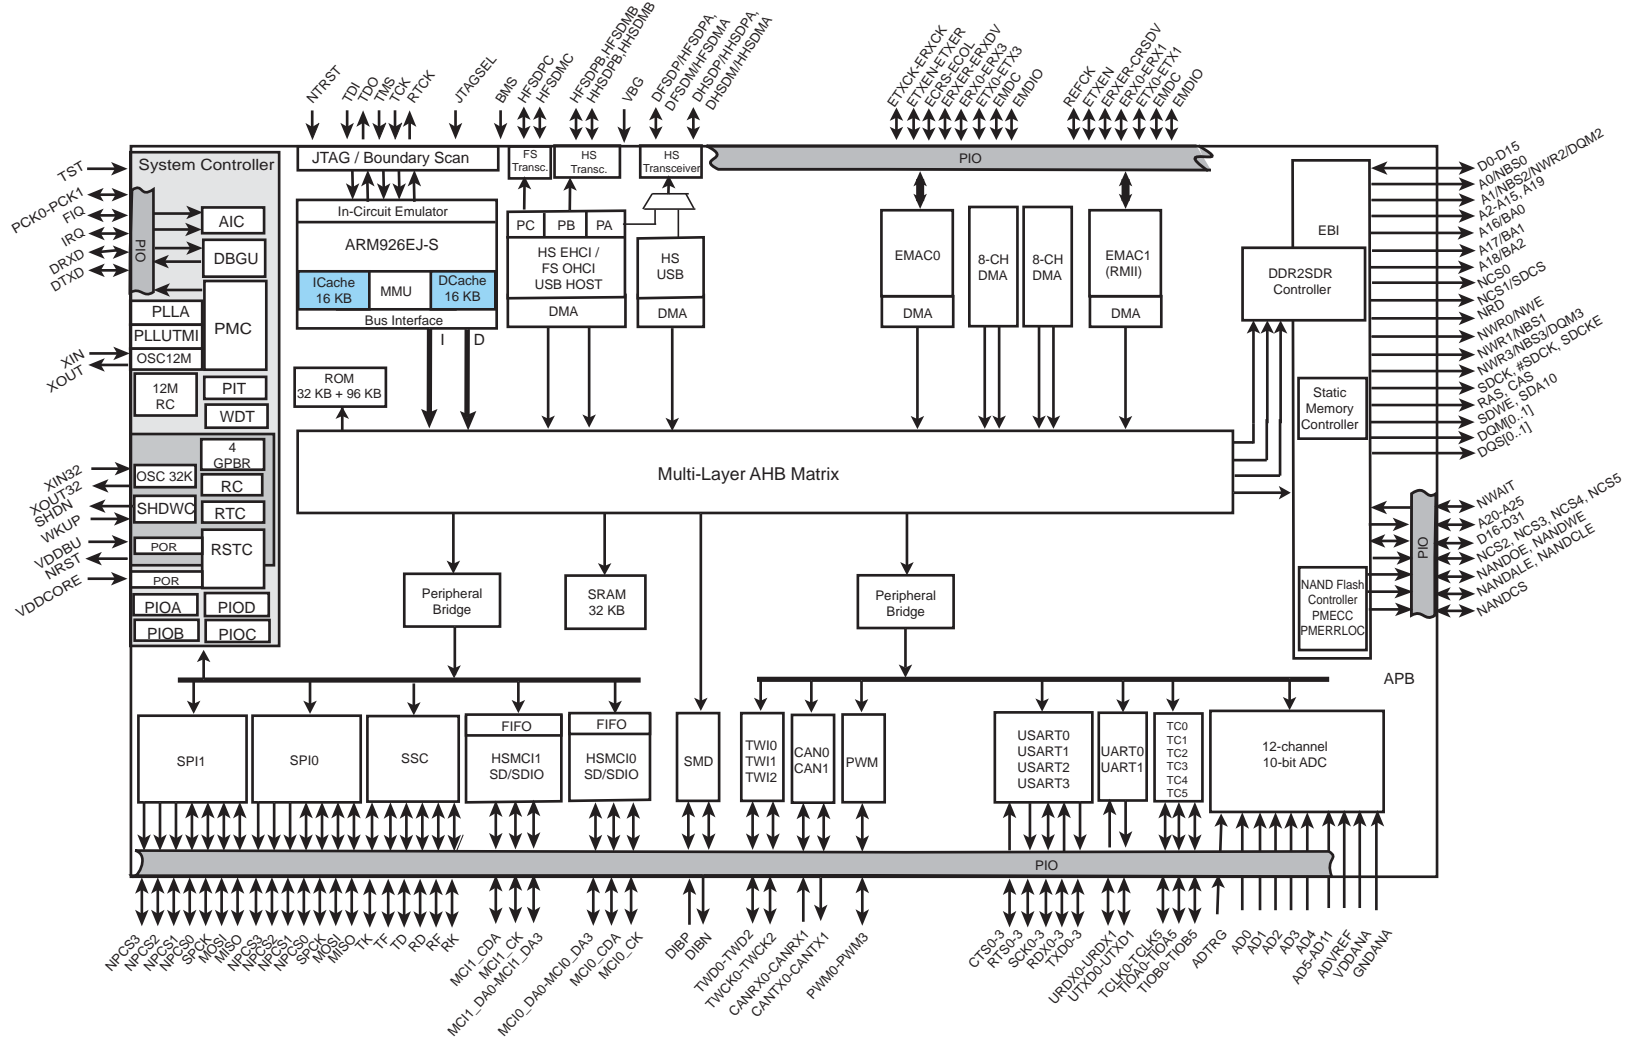 NTRST
TDI
TDO
TMS
TCK
RTCK
JTAGSEL
BMS
HFSDPC
HFSDMC
HFSDPB,HFSDMB
HHSDPB,HHSDMB
VBG
DFSDP/HFSDPA,
DFSDM/HFSDMA
DHSDP/HHSDPA,
DHSDM/HHSDMA
ETXCK-ERXCK
ETXEN-ETXER
ECRS-ECOL
ERXER-ERXDV
ERX0-ERX3
ETX0-ETX3
EMDC
EMDIO
REFCK
ETXEN
ERXER-CRSDV
ERX0-ERX1
ETX0-ETX1
EMDC
EMDIO
TST
PCK0-PCK1
FIQ
IRQ
DRXD
DTXD
XIN
XOUT
XIN32
XOUT32
SHDN
WKUP
VDDBU
NRST
VDDCORE
System Controller
PIO
AIC
DBGU
PLLA
PLLUTMI
OSC12M
PMC
12M
RC
PIT
WDT
4
GPBR
OSC 32K
RC
SHDWC
RTC
POR
RSTC
POR
PIOA
PIOD
PIOB
PIOC
JTAG / Boundary Scan
In-Circuit Emulator
ARM926EJ-S
ICache
16 KB
MMU
DCache
16 KB
Bus Interface
I
D
ROM
32 KB + 96 KB
FS
Transc.
HS
Transc.
HS
Transceiver
PC
PB
PA
HS EHCI /
FS OHCI
USB HOST
DMA
HS
USB
DMA
PIO
EMAC0
DMA
8-CH
DMA
8-CH
DMA
EMAC1
(RMII)
DMA
Multi-Layer AHB Matrix
EBI
DDR2SDR
Controller
Static
Memory
Controller
NAND Flash
Controller
PMECC
PMERRLOC
PIO
D0-D15
A0/NBS0
A1/NBS2/NWR2/DQM2
A2-A15, A19
A16/BA0
A17/BA1
A18/BA2
NCS0
NCS1/SDCS
NRD
NWR0/NWE
NWR1/NBS1
NWR3/NBS3/DQM3
SDCK, #SDCK, SDCKE
RAS, CAS
SDWE, SDA10
DQM[0..1]
DQS[0..1]
NWAIT
A20-A25
D16-D31
NCS2, NCS3, NCS4, NCS5
NANDOE, NANDWE
NANDALE, NANDCLE
NANDCS
Peripheral
Bridge
SRAM
32 KB
Peripheral
Bridge
APB
SPI1
SPI0
SSC
FIFO
HSMCI1
SD/SDIO
FIFO
HSMCI0
SD/SDIO
SMD
TWI0
TWI1
TWI2
CAN0
CAN1
PWM
USART0
USART1
USART2
USART3
UART0
UART1
TC0
TC1
TC2
TC3
TC4
TC5
12-channel
10-bit ADC
PIO
NPCS3
NPCS2
NPCS1
NPCS0
SPCK
MOSI
MISO
NPCS3
NPCS2
NPCS1
NPCS0
SPCK
MOSI
MISO
TK
TF
TD
RD
RF
RK
MCI1_CDA
MCI1_CK
MCI1_DA0-MCI1_DA3
MCI0_DA0-MCI0_DA3
MCI0_CDA
MCI0_CK
DIBP
DIBN
TWD0-TWD2
TWCK0-TWCK2
CANRX0-CANRX1
CANTX0-CANTX1
PWM0-PWM3
CTS0-3
RTS0-3
SCK0-3
RDX0-3
TXD0-3
URDX0-URDX1
UTXD0-UTXD1
TCLK0-TCLK5
TIOA0-TIOA5
TIOB0-TIOB5
ADTRG
AD0
AD1
AD2
AD3
AD4
AD5-AD11
ADVREF
VDDANA
GNDANA